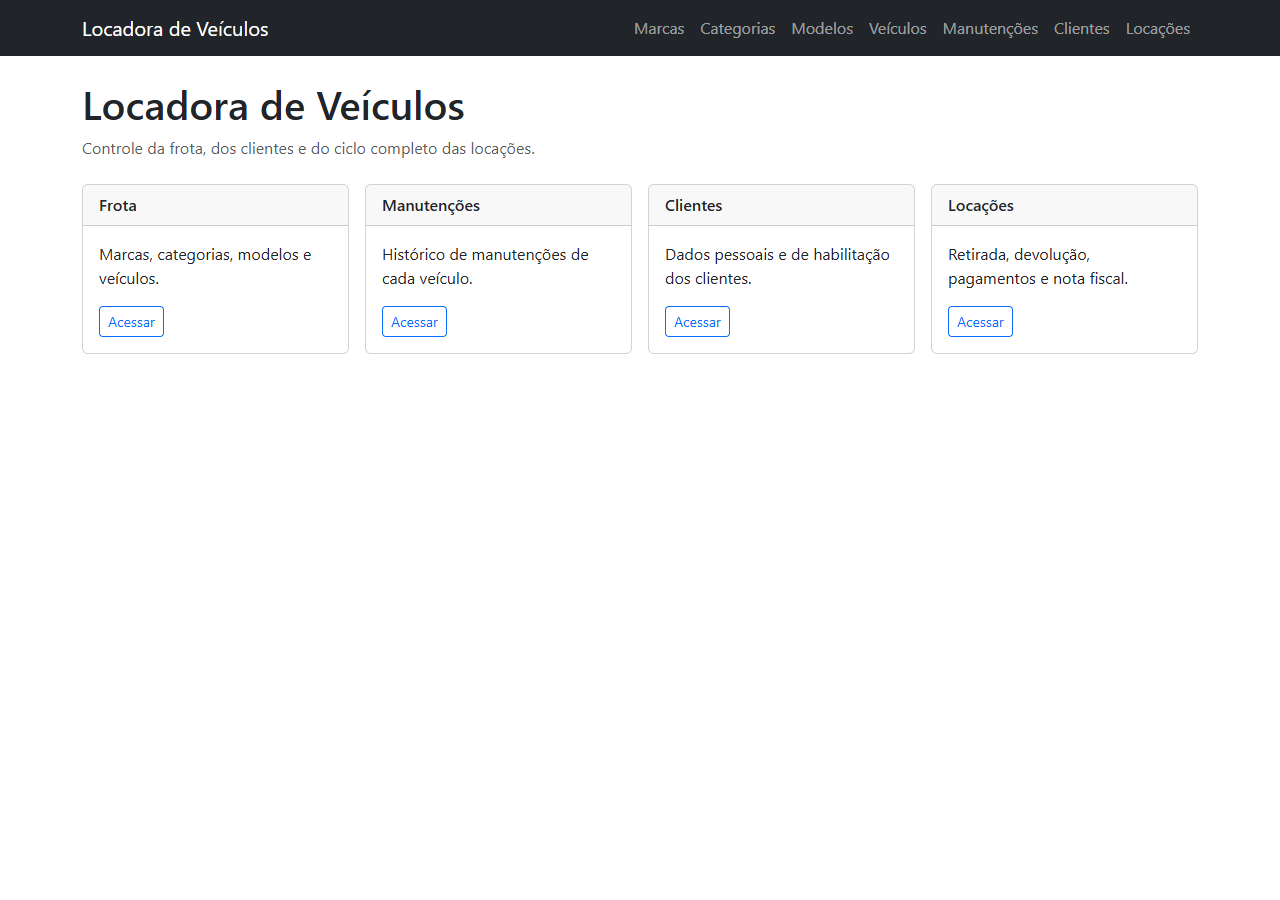 Locadora de Veículos
Marcas Categorias Modelos Veículos Manutenções Clientes Locações
Locadora de Veículos
Controle da frota, dos clientes e do ciclo completo das locações.
Frota
Marcas, categorias, modelos e
veículos.
Acessar
Manutenções
Histórico de manutenções de
cada veículo.
Acessar
Clientes
Dados pessoais e de habilitação
dos clientes.
Acessar
Locações
Retirada, devolução,
pagamentos e nota fiscal.
Acessar